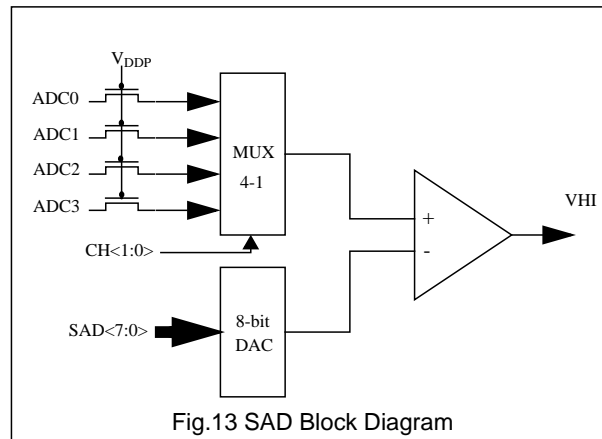 VDDP
ADC0
ADC1
ADC2
ADC3
MUX
4-1
CH<1:0>
+
-
VHI
SAD<7:0>
8-bit
DAC
Fig.13 SAD Block Diagram